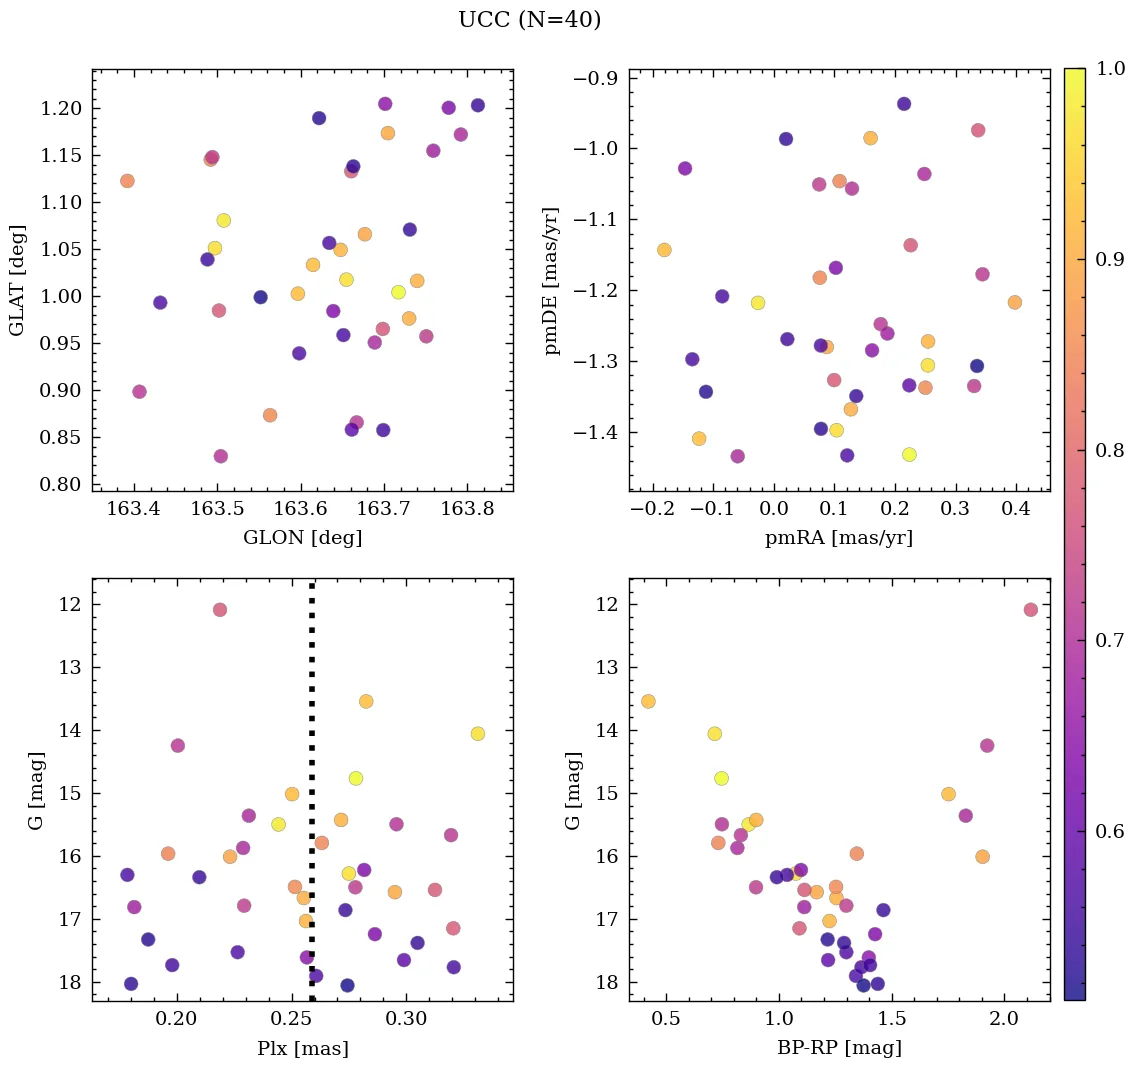 UCC (N=40)
1.20
1.15
1.10
1.05
1.00
0.95
0.90
0.85
0.80
GLAT [deg]
163.4 163.5 163.6 163.7 163.8
GLON [deg]
−0.9
−1.0
−1.1
−1.2
−1.3
−1.4
pmDE [mas/yr]
−0.2 −0.1 0.0 0.1 0.2 0.3 0.4
pmRA [mas/yr]
1.0
0.9
0.8
0.7
0.6
12
13
14
15
16
17
18
G [mag]
0.20 0.25 0.30
Plx [mas]
12
13
14
15
16
17
18
G [mag]
0.5 1.0 1.5 2.0
BP-RP [mag]